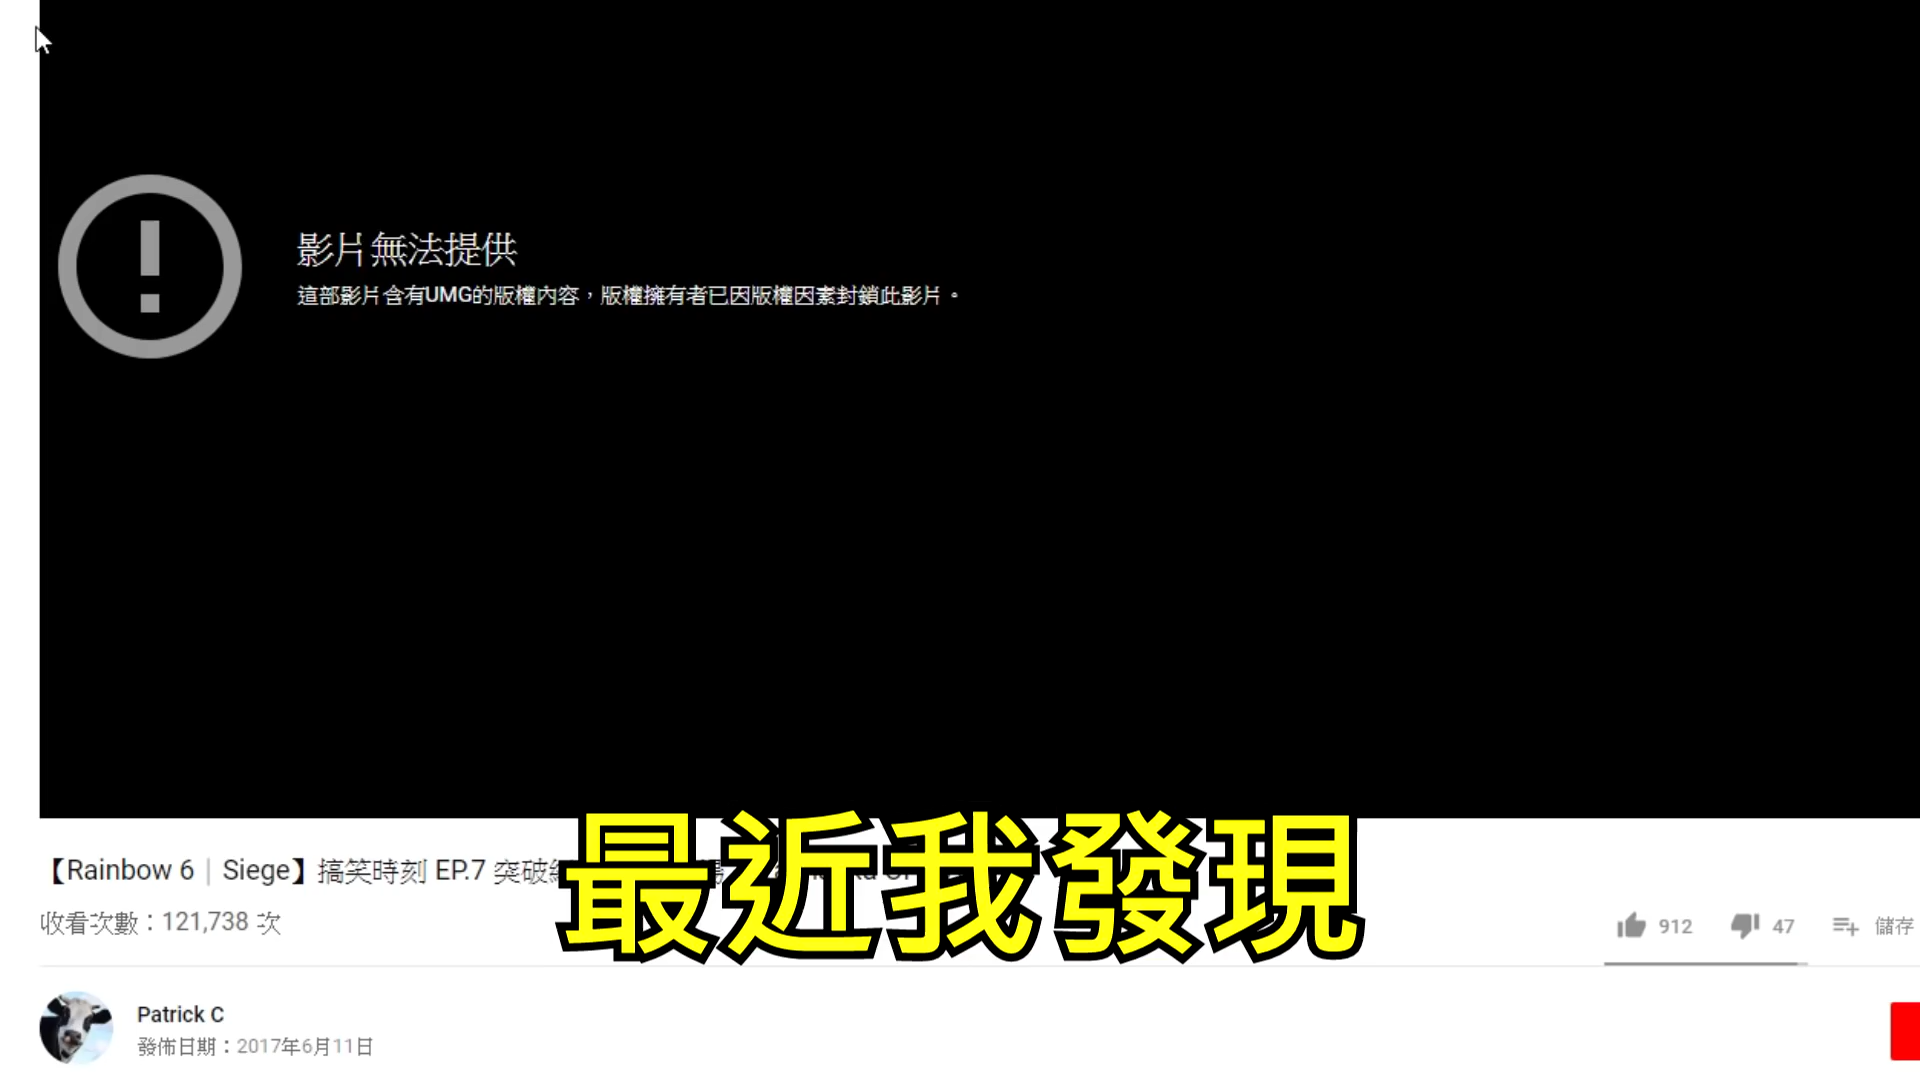 影片無法提供
這部影片含有UMG的版權內容，版權擁有者已因版權因素封鎖此影片。
【Rainbow 6｜Siege】搞笑時刻 EP.7 突破
最近我發現
收看次數：121,738 次
912
47
儲存
Patrick C
發佈日期：2017年6月11日